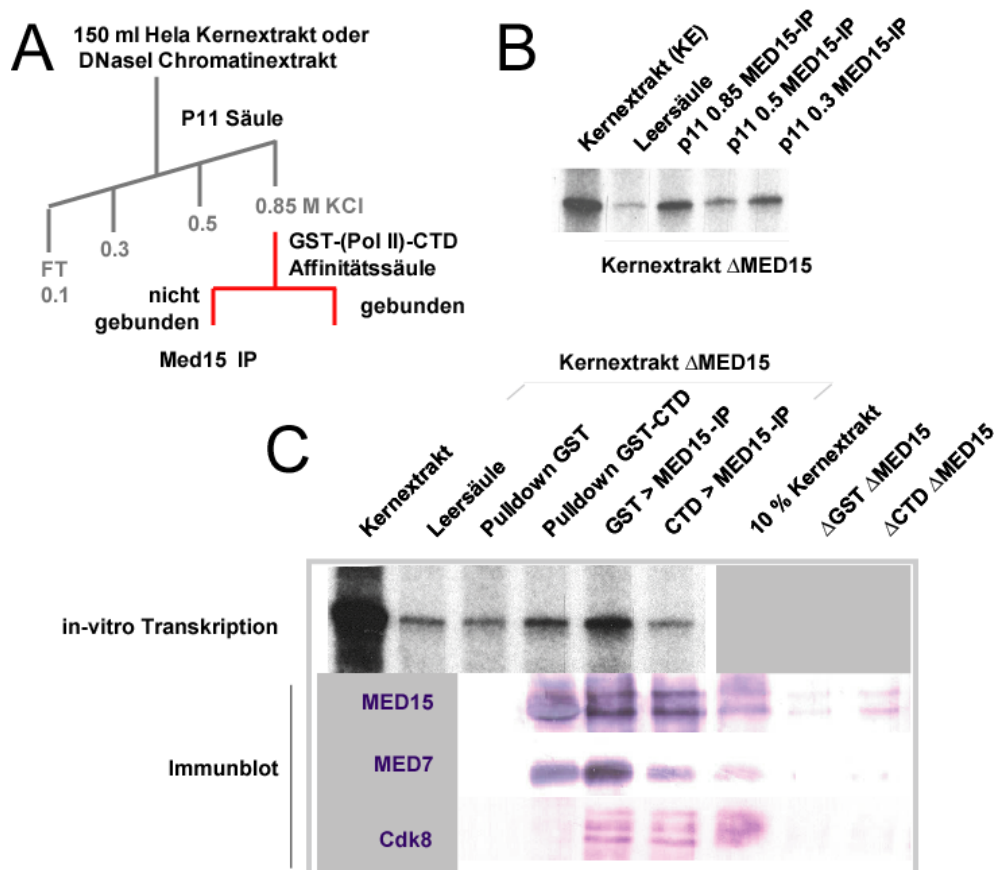 A
150 ml Hela Kernextrakt oder
DNaseI Chromatinextrakt
P11 Säule
0.85 M KCl
0.5
0.3
FT
0.1
GST-(Pol II)-CTD
Affinitätssäule
nicht
gebunden
gebunden
Med15 IP
B
Kernextrakt (KE)
Leersäule
p11 0.85 MED15-IP
p11 0.5 MED15-IP
p11 0.3 MED15-IP
Kernextrakt ΔMED15
C
Kernextrakt ΔMED15
Kernextrakt
Leersäule
Pulldown GST
Pulldown GST-CTD
GST > MED15-IP
CTD > MED15-IP
10 % Kernextrakt
ΔGST ΔMED15
ΔCTD ΔMED15
in-vitro Transkription
Immunblot
MED15
MED7
Cdk8